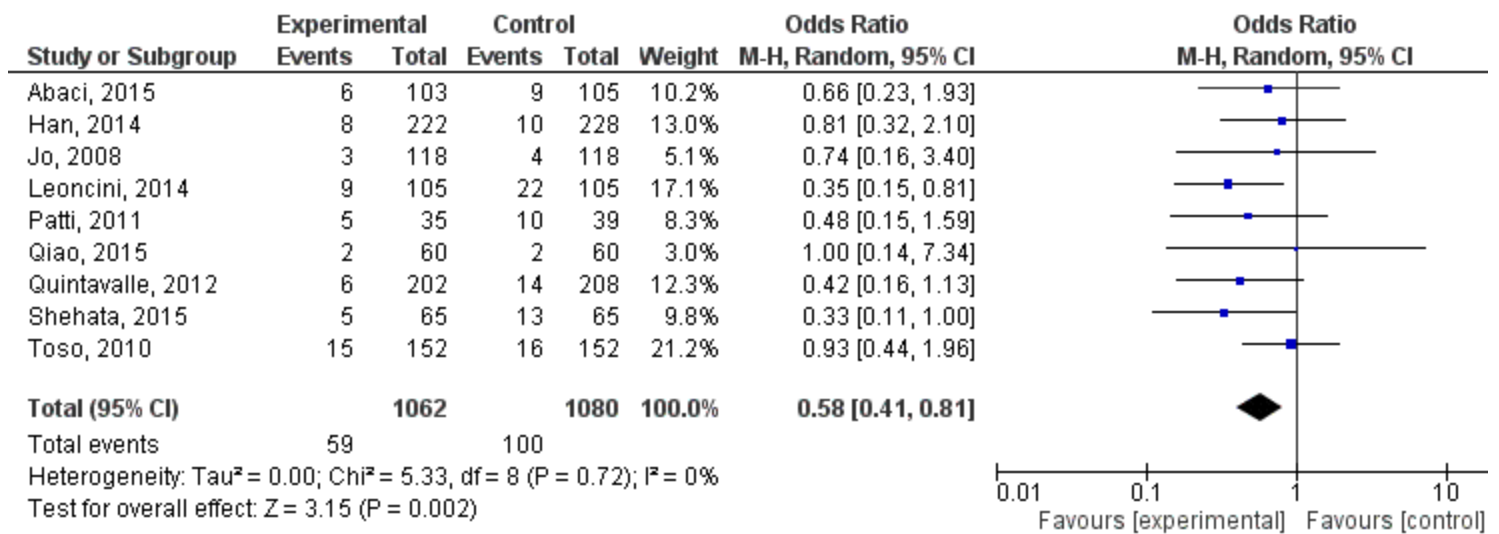 Experimental Control Odds Ratio Odds Ratio
Study or Subgroup Events Total Events Total Weight M-H, Random, 95% CI M-H, Random, 95% CI
Abaci, 2015 6 103 9 105 10.2% 0.66 [0.23, 1.93]
Han, 2014 8 222 10 228 13.0% 0.81 [0.32, 2.10]
Jo, 2008 3 118 4 118 5.1% 0.74 [0.16, 3.40]
Leoncini, 2014 9 105 22 105 17.1% 0.35 [0.15, 0.81]
Patti, 2011 5 35 10 39 8.3% 0.48 [0.15, 1.59]
Qiao, 2015 2 60 2 60 3.0% 1.00 [0.14, 7.34]
Quintavalle, 2012 6 202 14 208 12.3% 0.42 [0.16, 1.13]
Shehata, 2015 5 65 13 65 9.8% 0.33 [0.11, 1.00]
Toso, 2010 15 152 16 152 21.2% 0.93 [0.44, 1.96]
Total (95% CI) 1062 1080 100.0% 0.58 [0.41, 0.81]
Total events 59 100
Heterogeneity: Tau² = 0.00; Chi² = 5.33, df = 8 (P = 0.72); I² = 0%
Test for overall effect: Z = 3.15 (P = 0.002)
0.01 0.1 1 10
Favours [experimental] Favours [control]